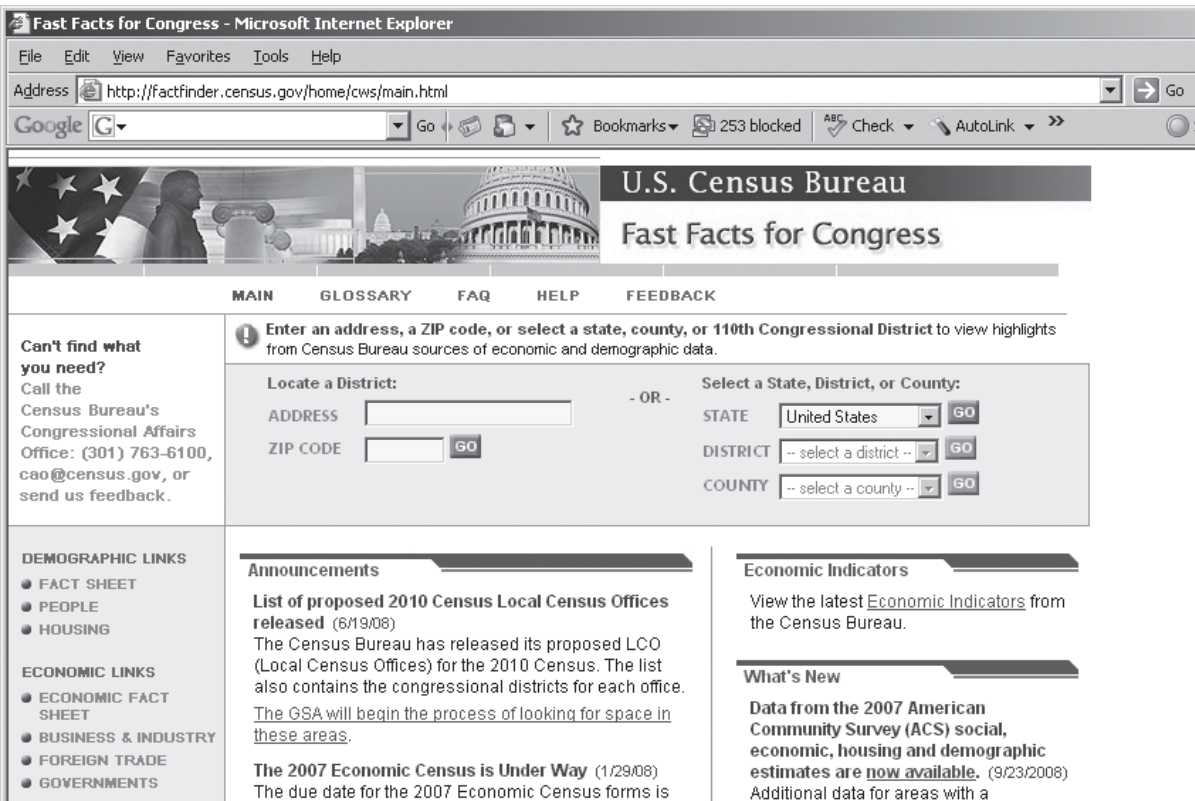 Fast Facts for Congress - Microsoft Internet Explorer
File Edit View Favorites Tools Help
Address http://factfinder.census.gov/home/cws/main.html Go
Google G Go Bookmarks 253 blocked ABC Check AutoLink »
U.S. Census Bureau
Fast Facts for Congress
MAIN GLOSSARY FAQ HELP FEEDBACK
Can't find what
you need?
Call the
Census Bureau's
Congressional Affairs
Office: (301) 763-6100,
cao@census.gov, or
send us feedback.
Enter an address, a ZIP code, or select a state, county, or 110th Congressional District to view highlights
from Census Bureau sources of economic and demographic data.
Locate a District:
ADDRESS
ZIP CODE GO
- OR -
Select a State, District, or County:
STATE United States GO
DISTRICT -- select a district -- GO
COUNTY -- select a county -- GO
DEMOGRAPHIC LINKS
FACT SHEET
PEOPLE
HOUSING
ECONOMIC LINKS
ECONOMIC FACT
SHEET
BUSINESS & INDUSTRY
FOREIGN TRADE
GOVERNMENTS
Announcements
List of proposed 2010 Census Local Census Offices
released (6/19/08)
The Census Bureau has released its proposed LCO
(Local Census Offices) for the 2010 Census. The list
also contains the congressional districts for each office.
The GSA will begin the process of looking for space in
these areas.
The 2007 Economic Census is Under Way (1/29/08)
The due date for the 2007 Economic Census forms is
Economic Indicators
View the latest Economic Indicators from
the Census Bureau.
What's New
Data from the 2007 American
Community Survey (ACS) social,
economic, housing and demographic
estimates are now available. (9/23/2008)
Additional data for areas with a